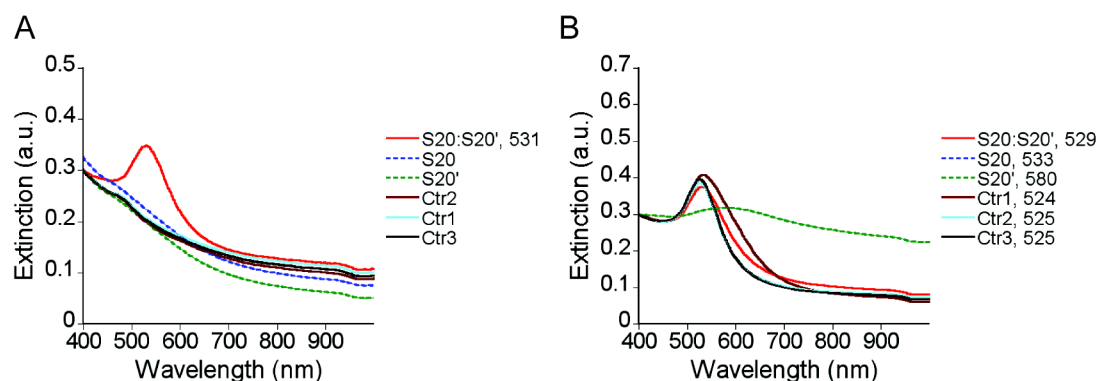 A
0.5
0.4
0.3
0.2
0.1
0
400 500 600 700 800 900
Extinction (a.u.)
Wavelength (nm)
S20:S20', 531
S20
S20'
Ctr2
Ctr1
Ctr3
B
0.7
0.6
0.5
0.4
0.3
0.2
0.1
0
400 500 600 700 800 900
Extinction (a.u.)
Wavelength (nm)
S20:S20', 529
S20, 533
S20', 580
Ctr1, 524
Ctr2, 525
Ctr3, 525